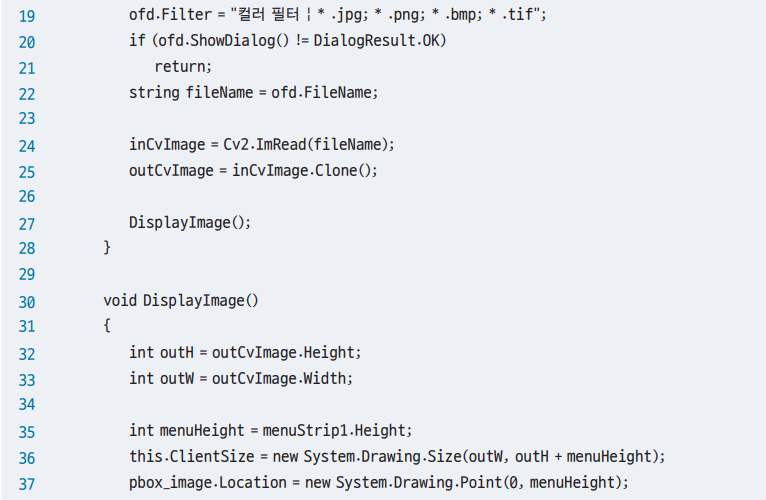 19 ofd.Filter = "컬러 필터 ¦ * .jpg; * .png; * .bmp; * .tif";
20 if (ofd.ShowDialog() != DialogResult.OK)
21 return;
22 string fileName = ofd.FileName;
23
24 inCvImage = Cv2.ImRead(fileName);
25 outCvImage = inCvImage.Clone();
26
27 DisplayImage();
28 }
29
30 void DisplayImage()
31 {
32 int outH = outCvImage.Height;
33 int outW = outCvImage.Width;
34
35 int menuHeight = menuStrip1.Height;
36 this.ClientSize = new System.Drawing.Size(outW, outH + menuHeight);
37 pbox_image.Location = new System.Drawing.Point(0, menuHeight);